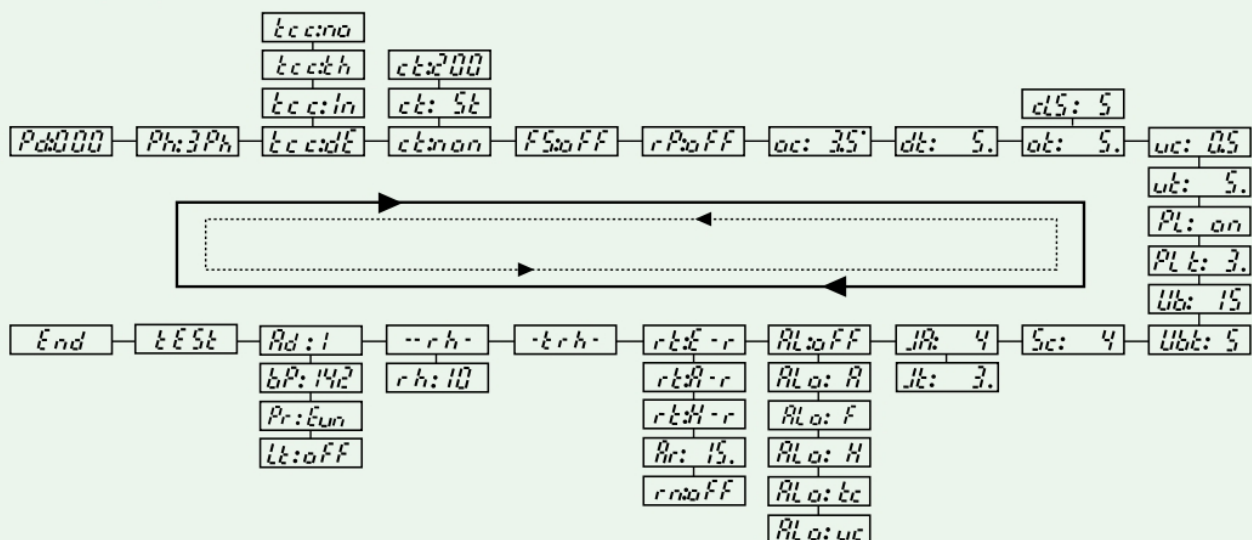 tcc:no
tcc:th ct:200
tcc:In ct: St cLS: 5
Pd:000 Ph:3Ph tcc:dE ct:non FS:oFF rP:oFF oc: 3.5 dt: 5. ot: 5. uc: 0.5
ut: 5.
PL: on
PLt: 3.
Ub: 15
End tESt Ad:1 --rh- -trh- rt:E-r AL:oFF JA: 4 Sc: 4 Ubt: 5
bP:14.2 rh:10 rt:A-r ALo: A Jt: 3.
Pr:Eun rt:H-r ALo: F
Lt:oFF Ar: 15. ALo: H
rn:oFF ALo: tc
ALo: uc